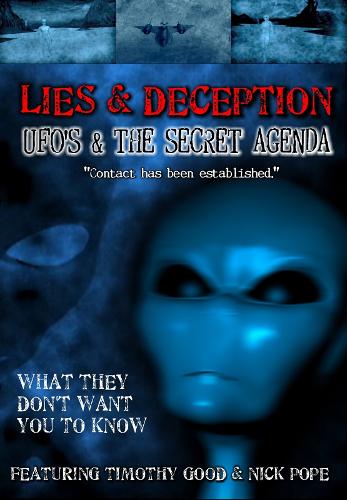 LIES & DECEPTION
UFO'S & THE SECRET AGENDA
"Contact has been established."
WHAT THEY
DON'T WANT
YOU TO KNOW
FEATURING TIMOTHY GOOD & NICK POPE